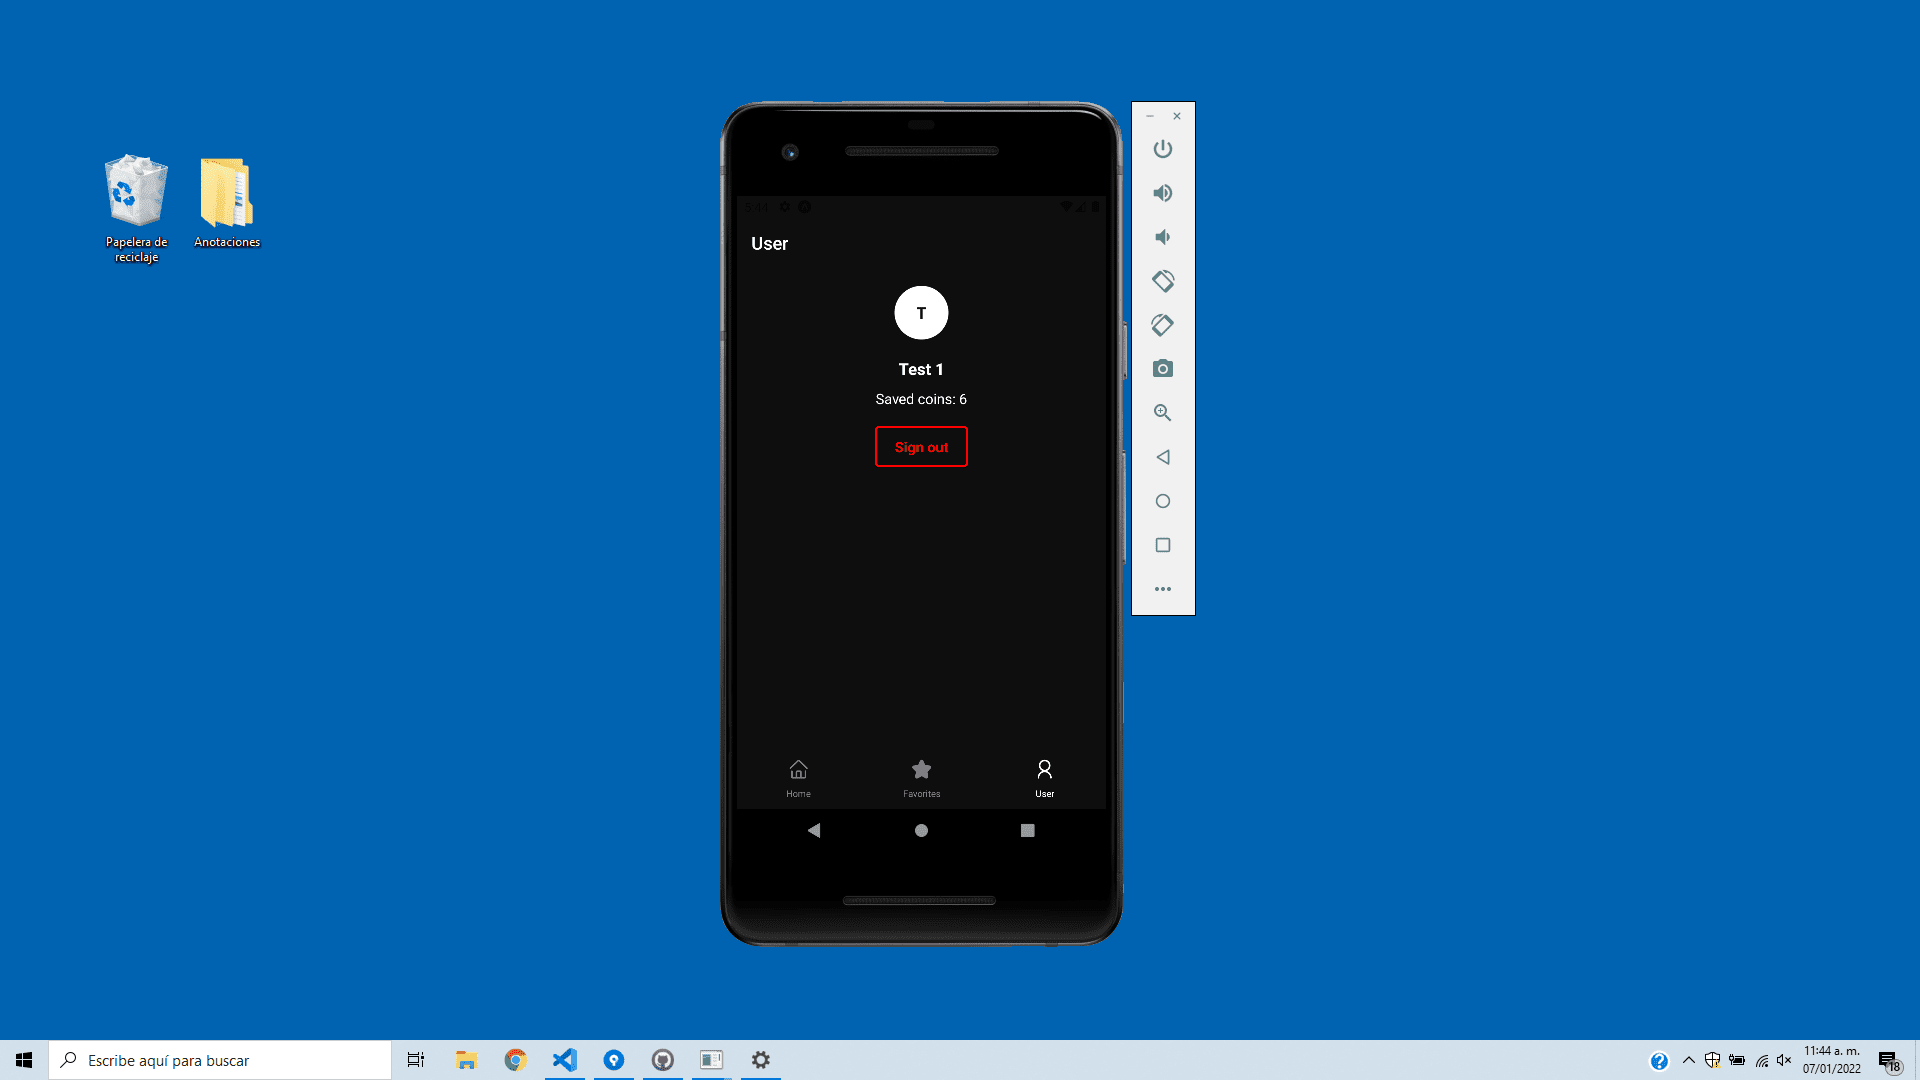 Papelera de
reciclaje
Anotaciones
User
T
Test 1
Saved coins: 6
Sign out
Home
Favorites
User
Escribe aquí para buscar
11:44 a. m.
07/01/2022
18